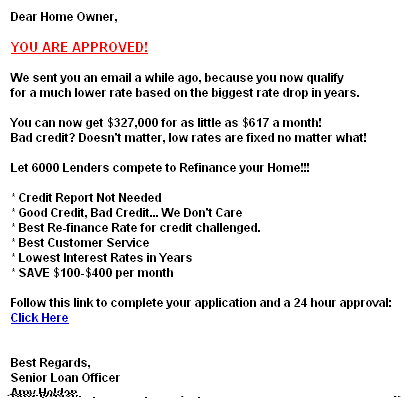 Dear Home Owner,
YOU ARE APPROVED!
We sent you an email a while ago, because you now qualify
for a much lower rate based on the biggest rate drop in years.
You can now get $327,000 for as little as $617 a month!
Bad credit? Doesn't matter, low rates are fixed no matter what!
Let 6000 Lenders compete to Refinance your Home!!!
* Credit Report Not Needed
* Good Credit, Bad Credit... We Don't Care
* Best Re-finance Rate for credit challenged.
* Best Customer Service
* Lowest Interest Rates in Years
* SAVE $100-$400 per month
Follow this link to complete your application and a 24 hour approval:
Click Here
Best Regards,
Senior Loan Officer
Amy Holden